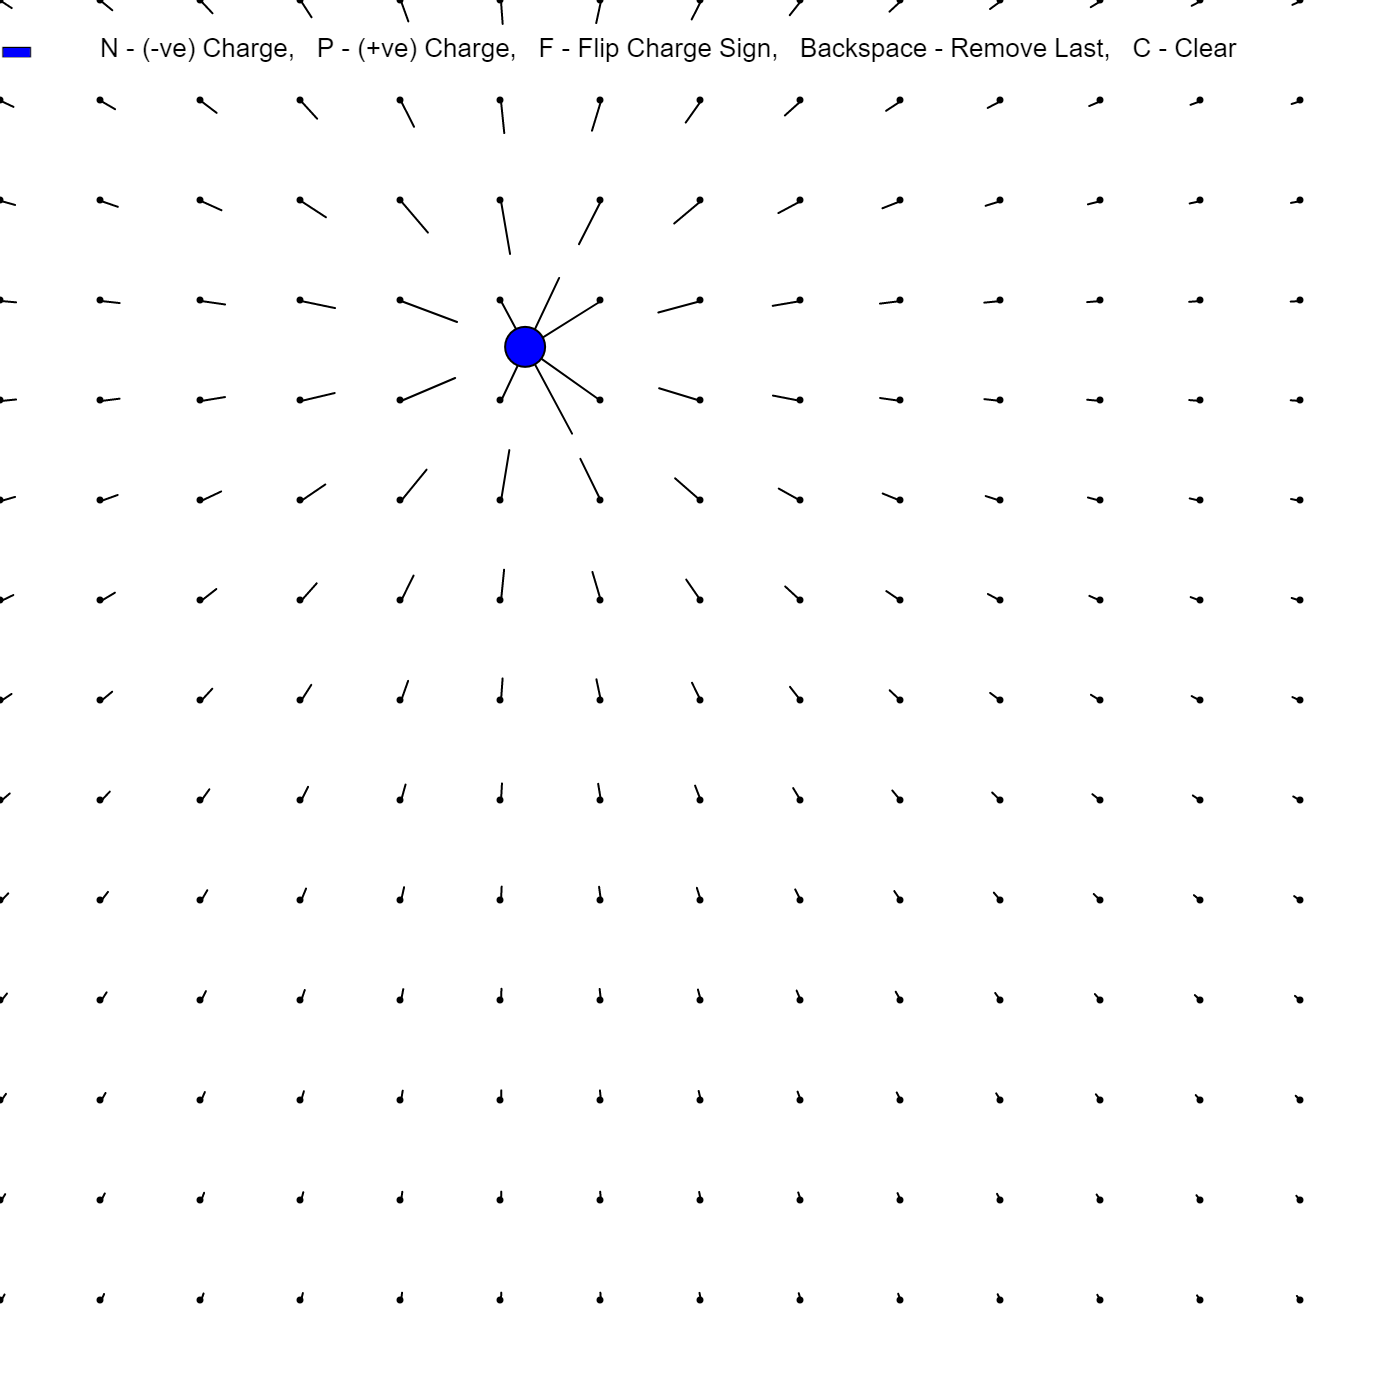 N - (-ve) Charge, P - (+ve) Charge, F - Flip Charge Sign, Backspace - Remove Last, C - Clear